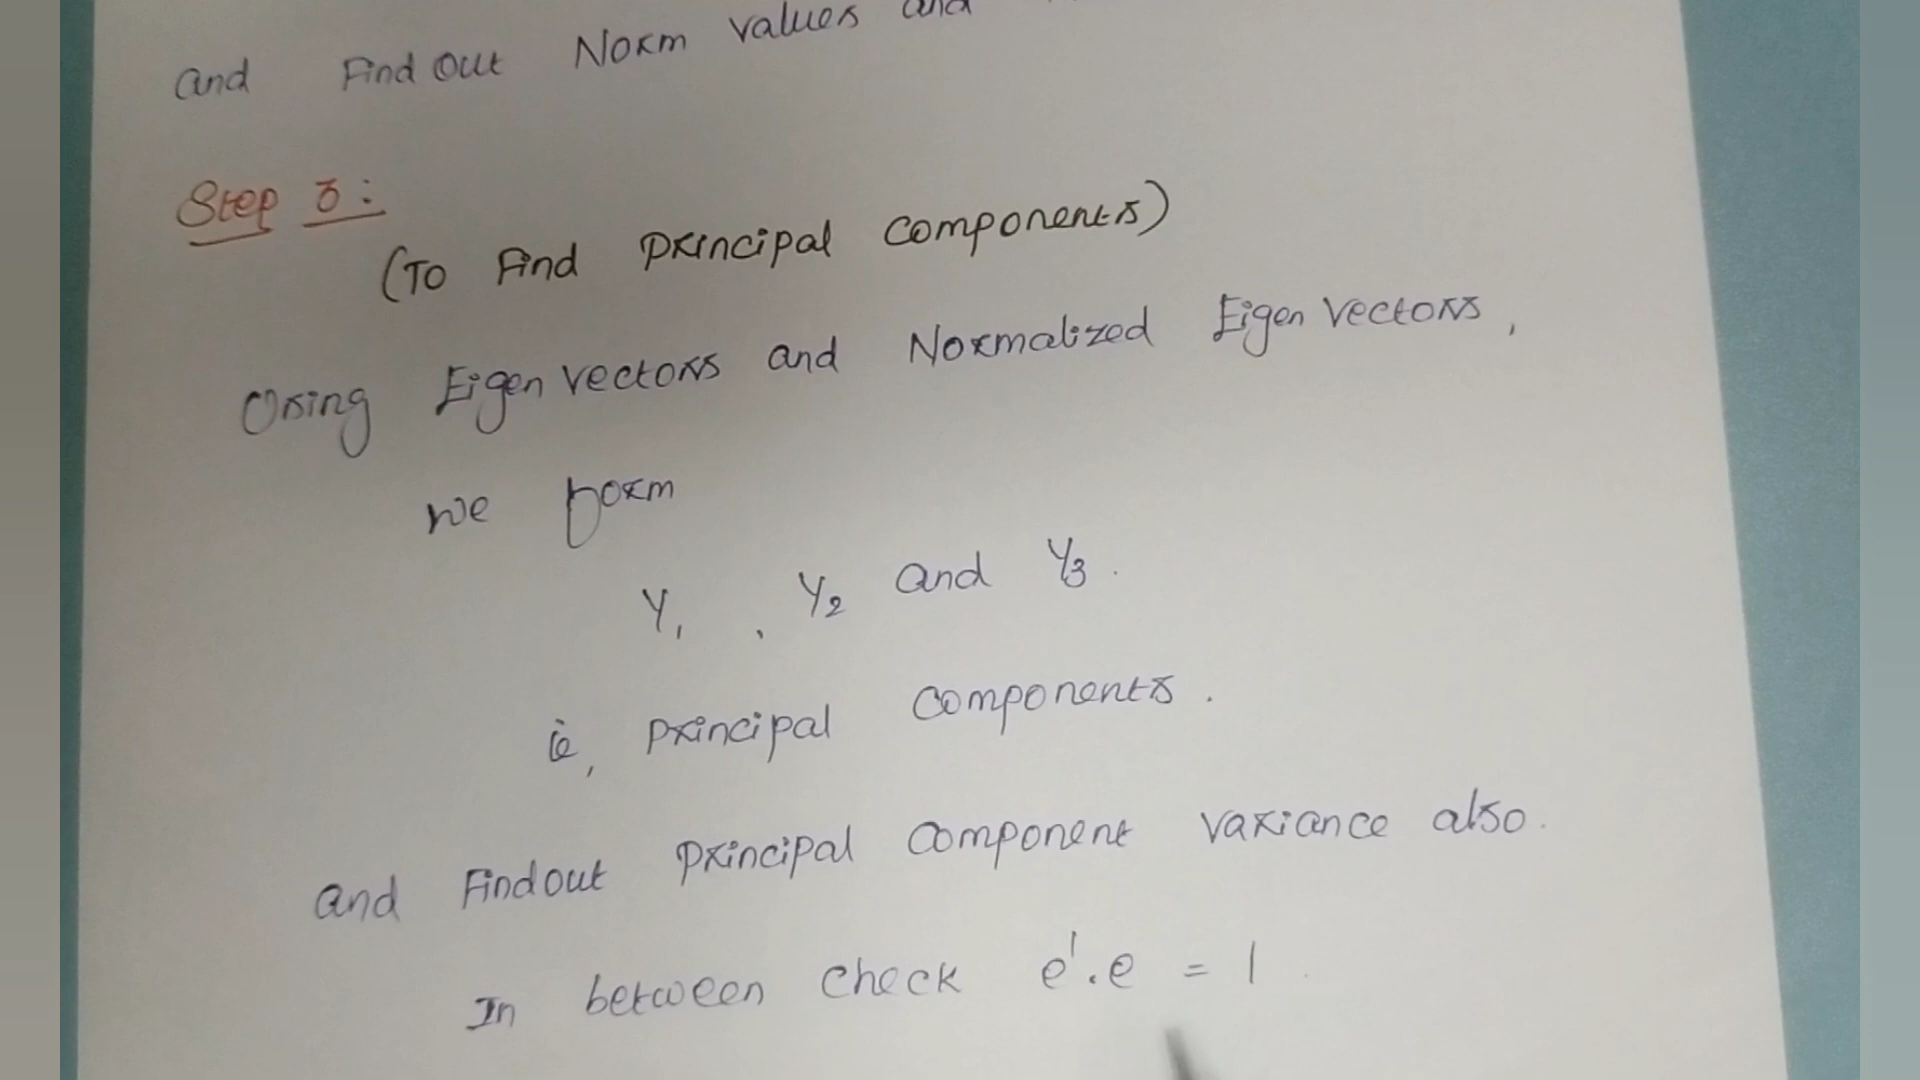 and Find out Norm values and
Step 3:
(To Find principal components)
Using Eigen vectors and Normalized Eigen vectors,
we form
Y1, Y2 and Y3.
ie, principal components.
and Findout principal component variance also.
In between check e'.e = 1